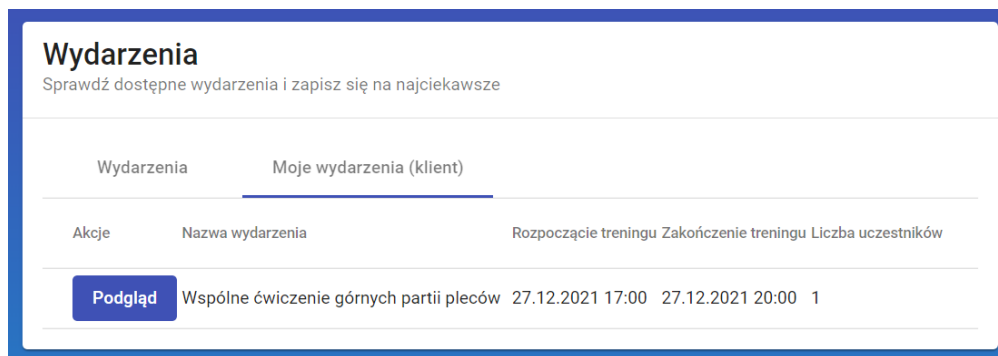 Wydarzenia
Sprawdź dostępne wydarzenia i zapisz się na najciekawsze
Wydarzenia Moje wydarzenia (klient)
Akcje Nazwa wydarzenia Rozpoczącie treningu Zakończenie treningu Liczba uczestników
Podgląd Wspólne ćwiczenie górnych partii pleców 27.12.2021 17:00 27.12.2021 20:00 1